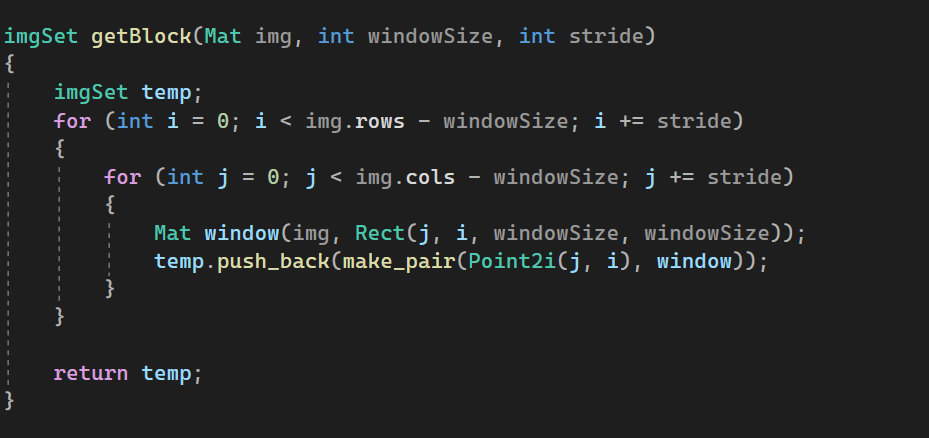 imgSet getBlock(Mat img, int windowSize, int stride)
{
    imgSet temp;
    for (int i = 0; i < img.rows - windowSize; i += stride)
    {
        for (int j = 0; j < img.cols - windowSize; j += stride)
        {
            Mat window(img, Rect(j, i, windowSize, windowSize));
            temp.push_back(make_pair(Point2i(j, i), window));
        }
    }

    return temp;
}